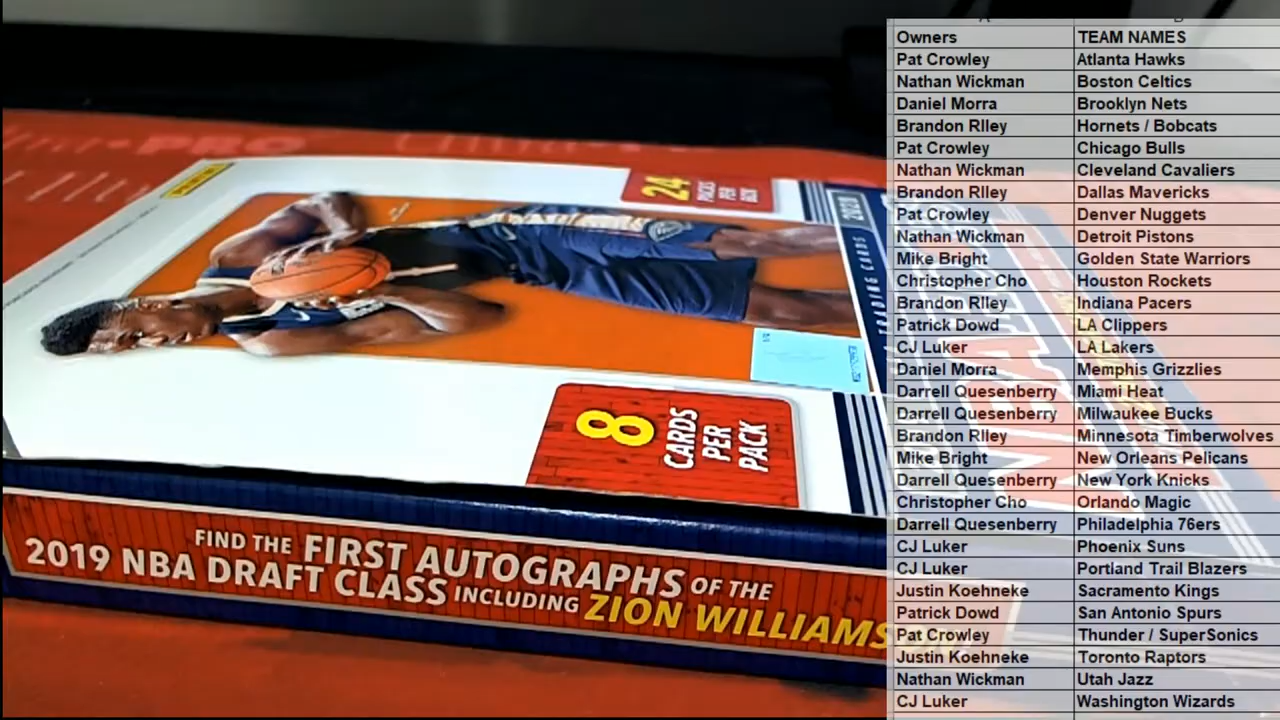 24
PACKS
PER
BOX
2020
TRADING CARDS
8
CARDS
PER
PACK
FIND THE FIRST AUTOGRAPHS OF THE
2019 NBA DRAFT CLASS INCLUDING ZION WILLIAMSON
Owners TEAM NAMES
Pat Crowley Atlanta Hawks
Nathan Wickman Boston Celtics
Daniel Morra Brooklyn Nets
Brandon RIley Hornets / Bobcats
Pat Crowley Chicago Bulls
Nathan Wickman Cleveland Cavaliers
Brandon RIley Dallas Mavericks
Pat Crowley Denver Nuggets
Nathan Wickman Detroit Pistons
Mike Bright Golden State Warriors
Christopher Cho Houston Rockets
Brandon RIley Indiana Pacers
Patrick Dowd LA Clippers
CJ Luker LA Lakers
Daniel Morra Memphis Grizzlies
Darrell Quesenberry Miami Heat
Darrell Quesenberry Milwaukee Bucks
Brandon RIley Minnesota Timberwolves
Mike Bright New Orleans Pelicans
Darrell Quesenberry New York Knicks
Christopher Cho Orlando Magic
Darrell Quesenberry Philadelphia 76ers
CJ Luker Phoenix Suns
CJ Luker Portland Trail Blazers
Justin Koehneke Sacramento Kings
Patrick Dowd San Antonio Spurs
Pat Crowley Thunder / SuperSonics
Justin Koehneke Toronto Raptors
Nathan Wickman Utah Jazz
CJ Luker Washington Wizards